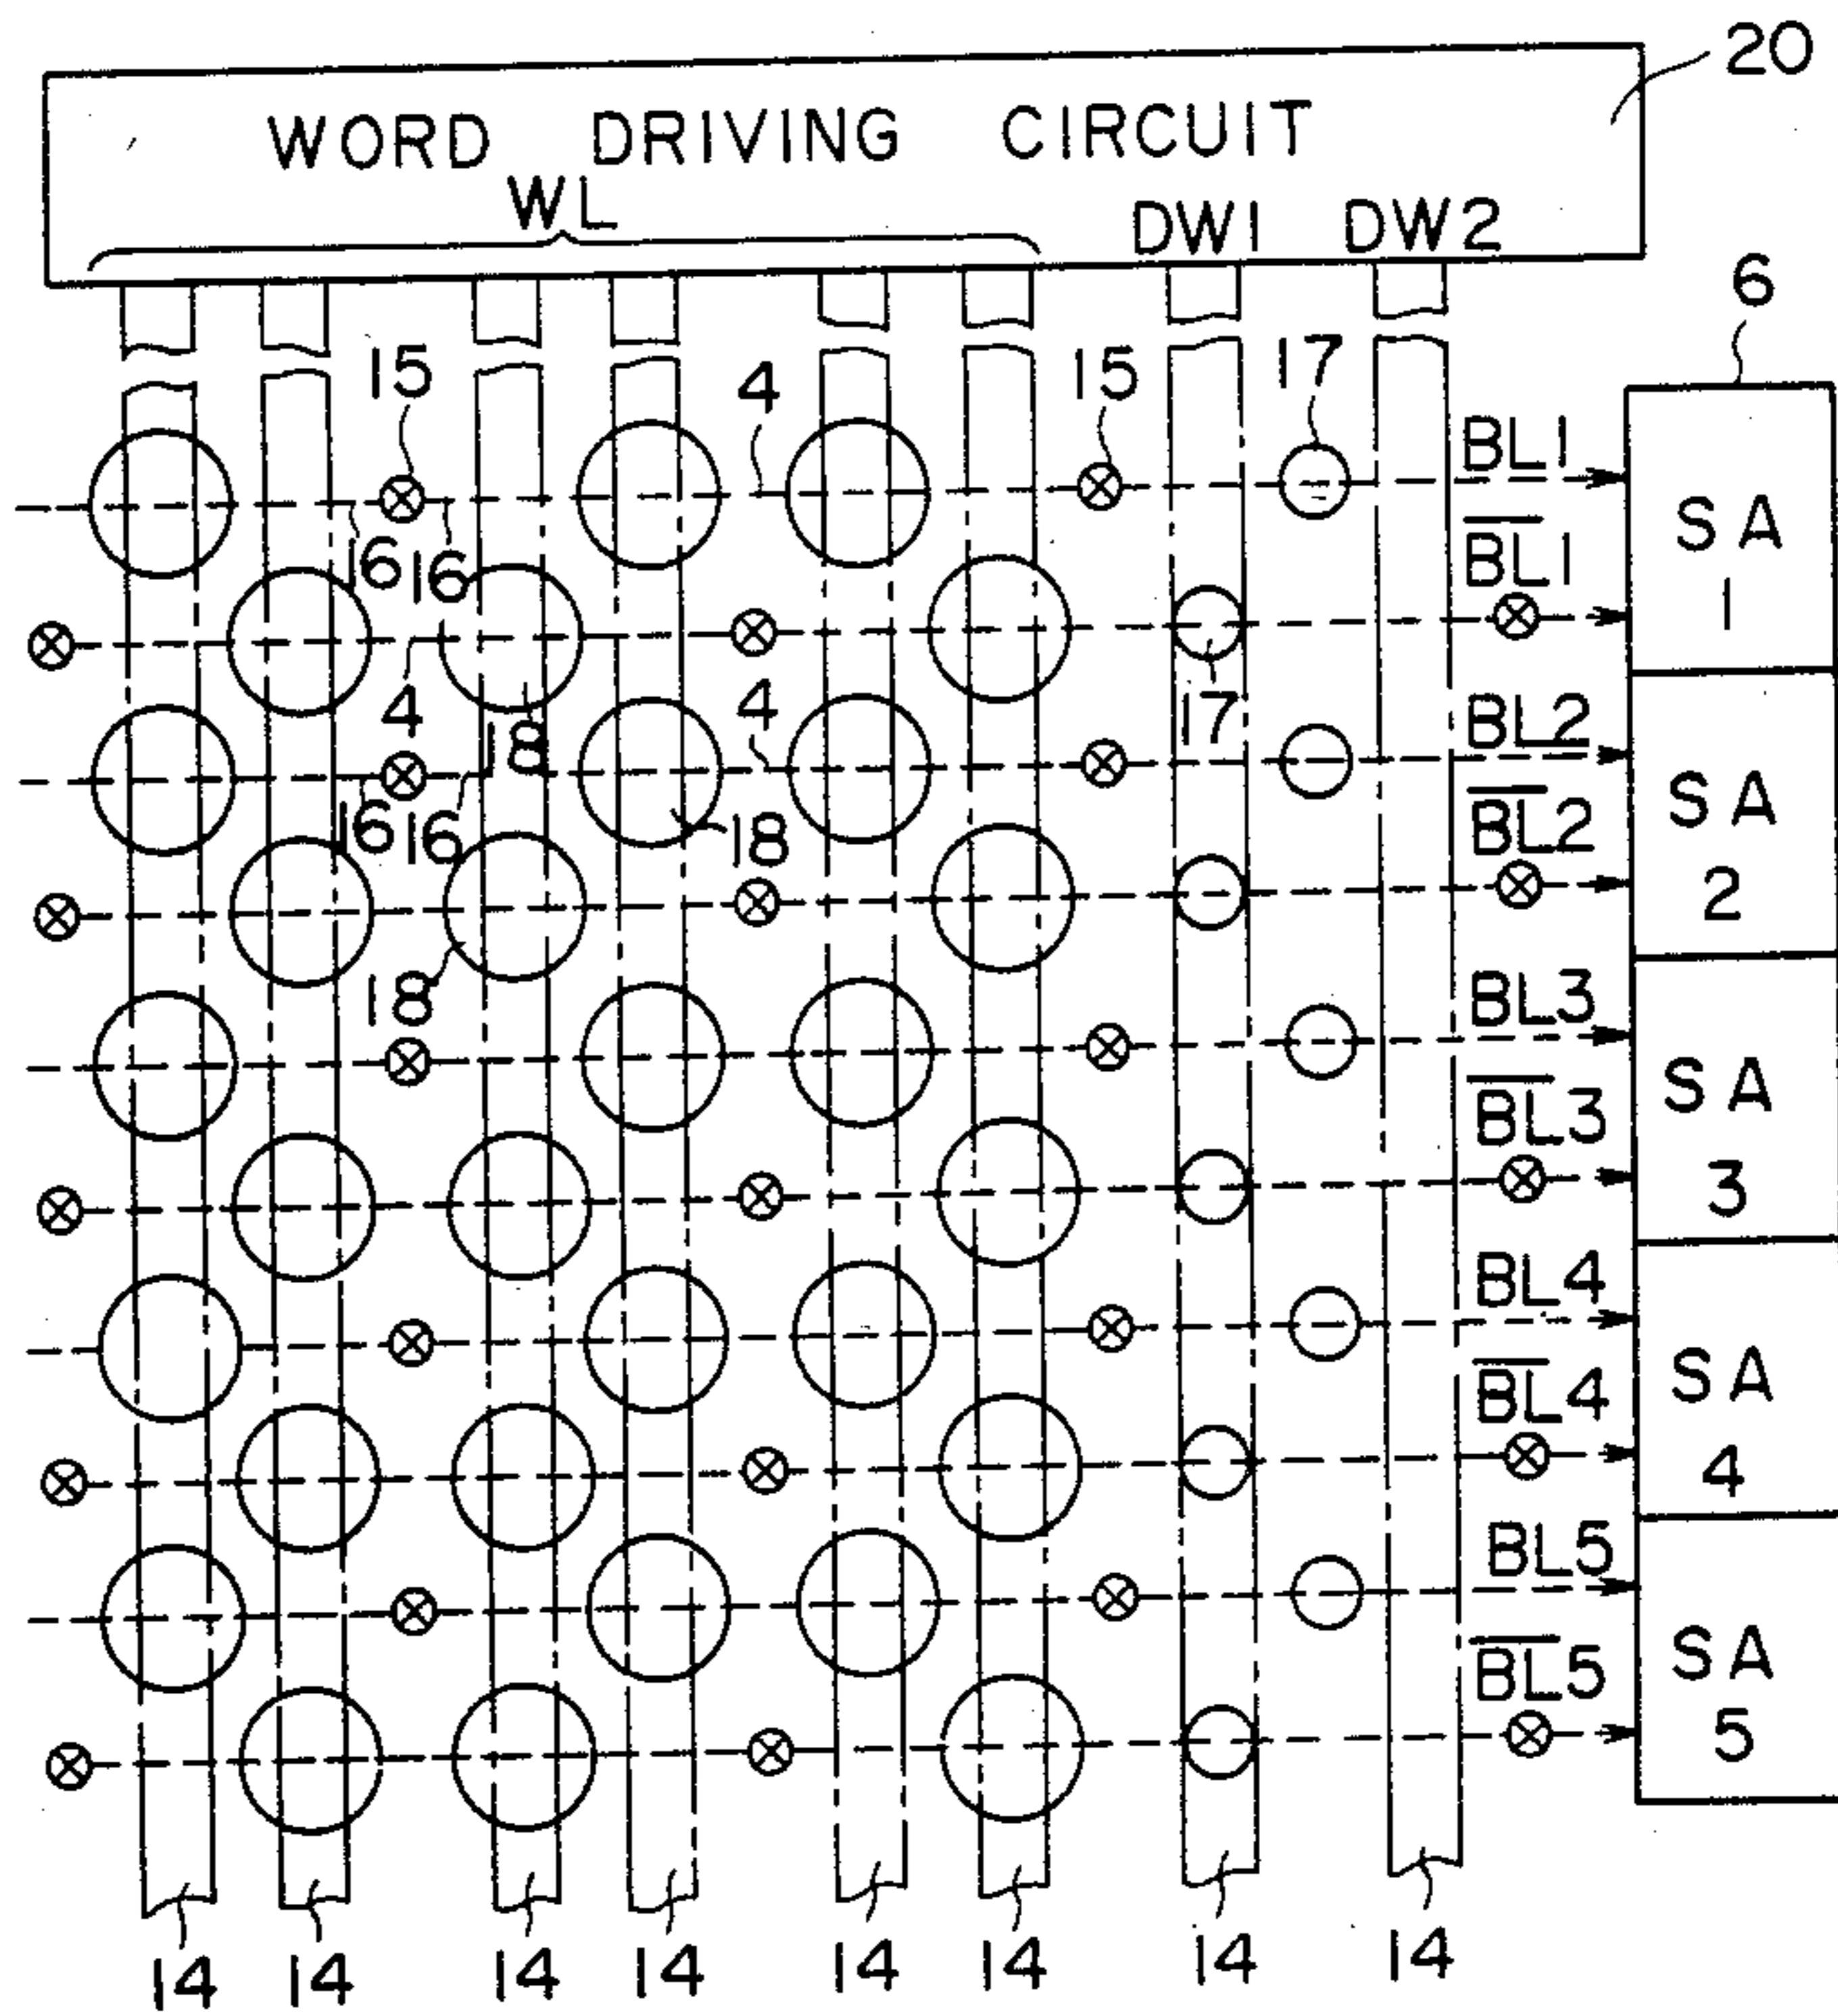 20
WORD DRIVING CIRCUIT
WL DW1 DW2
6
15 4 15 17
BL1
SA 1
16 16
BL1
4 18 4 17
BL2
SA 2
16 16 18
BL2
18
BL3
SA 3
BL3
BL4
SA 4
BL4
BL5
SA 5
BL5
14 14 14 14 14 14 14 14